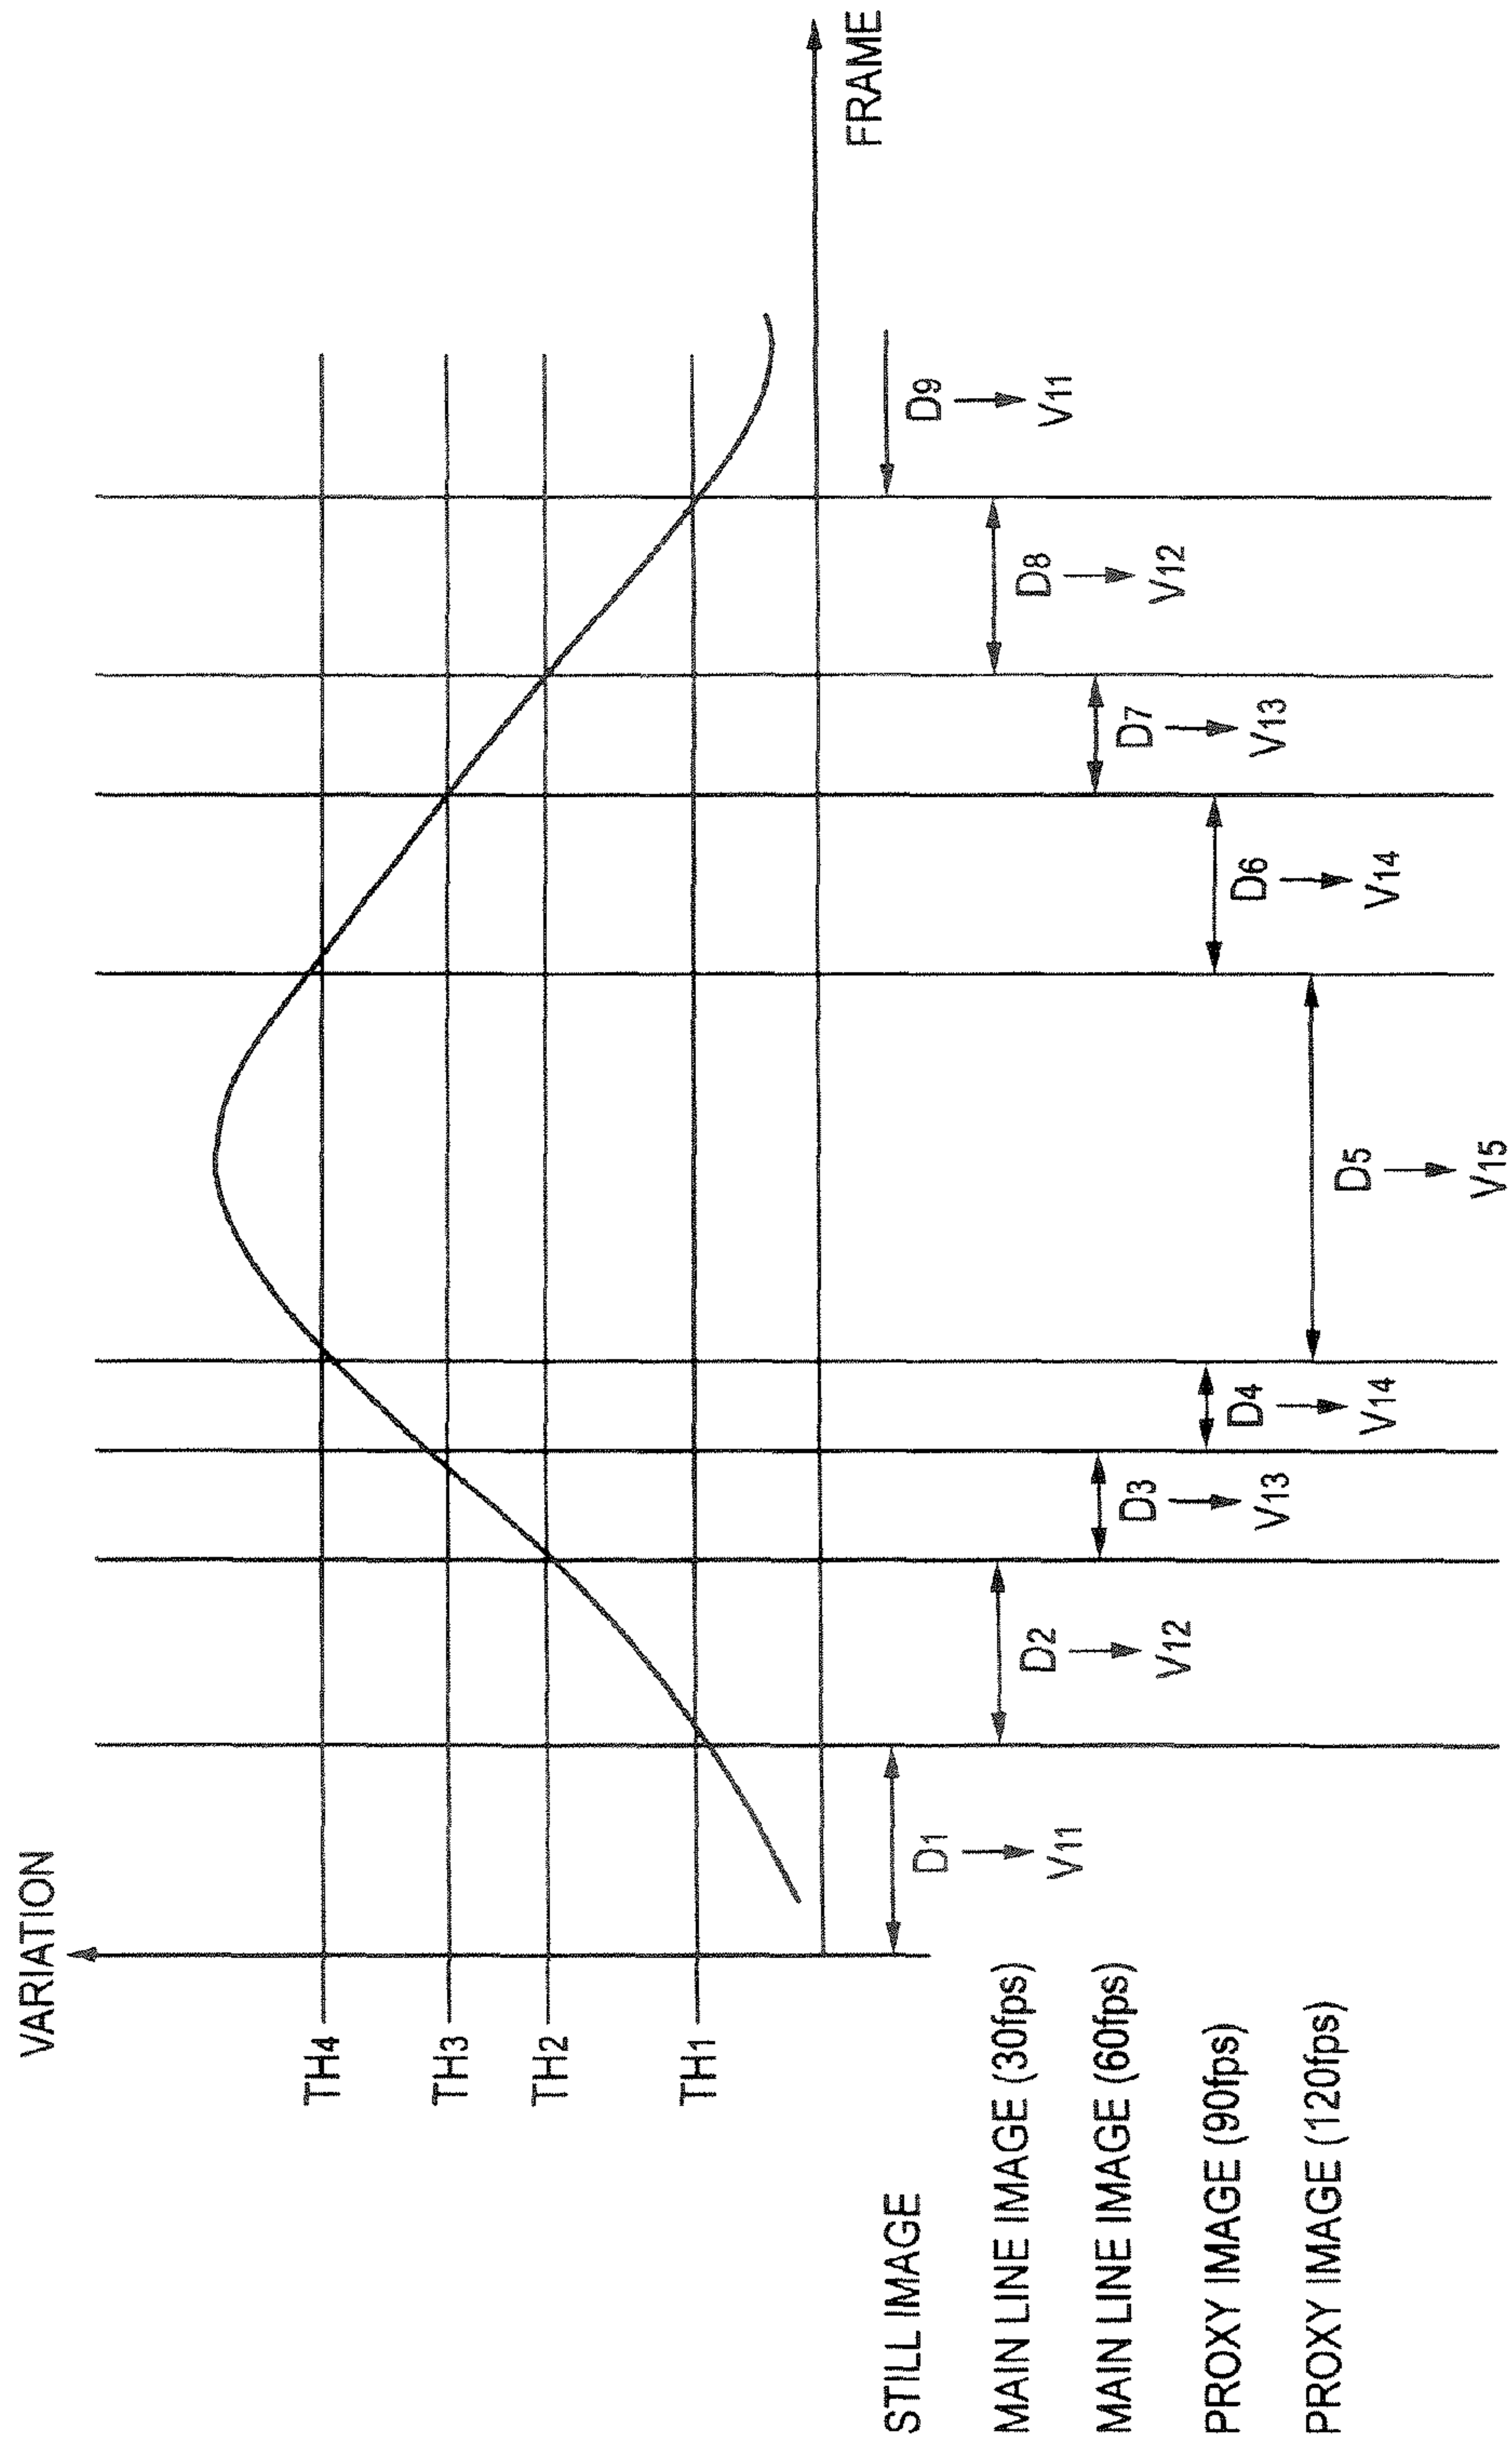 VARIATION
TH4
TH3
TH2
TH1
FRAME
STILL IMAGE
D1
V11
D9
V11
MAIN LINE IMAGE (30fps)
D2
V12
D8
V12
MAIN LINE IMAGE (60fps)
D3
V13
D7
V13
PROXY IMAGE (90fps)
D4
V14
D6
V14
PROXY IMAGE (120fps)
D5
V15